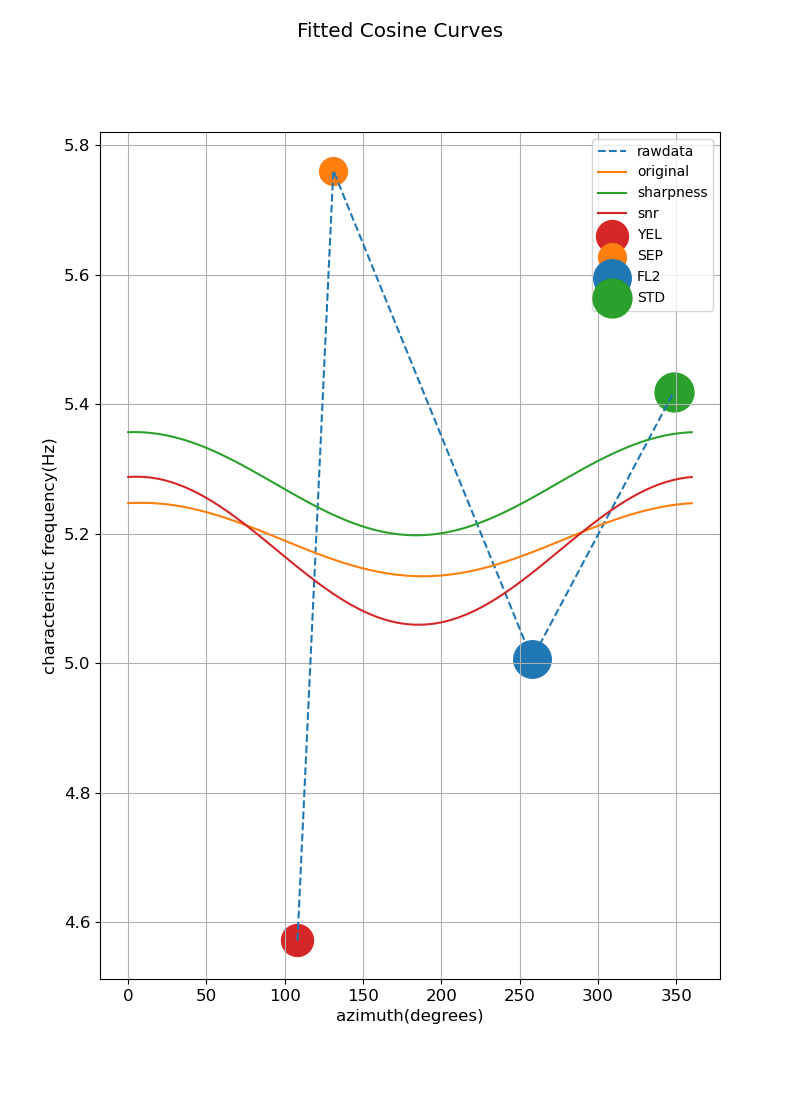 Fitted Cosine Curves
5.8
5.6
5.4
5.2
5.0
4.8
4.6
characteristic frequency(Hz)
rawdata
original
sharpness
snr
YEL
SEP
FL2
STD
0 50 100 150 200 250 300 350
azimuth(degrees)